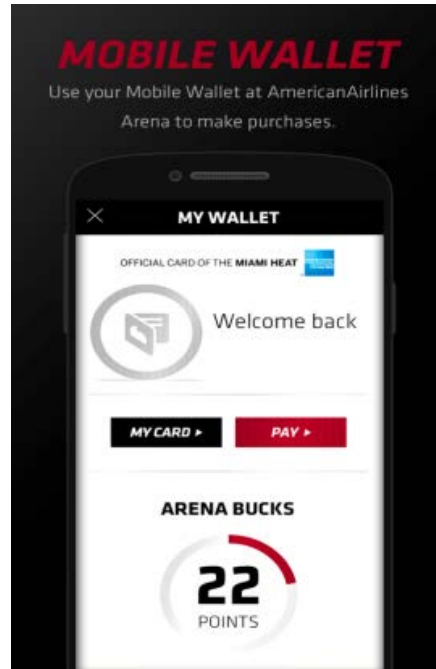 MOBILE WALLET
Use your Mobile Wallet at AmericanAirlines
Arena to make purchases.
MY WALLET
OFFICIAL CARD OF THE MIAMI HEAT
Welcome back
MY CARD
PAY
ARENA BUCKS
22
POINTS